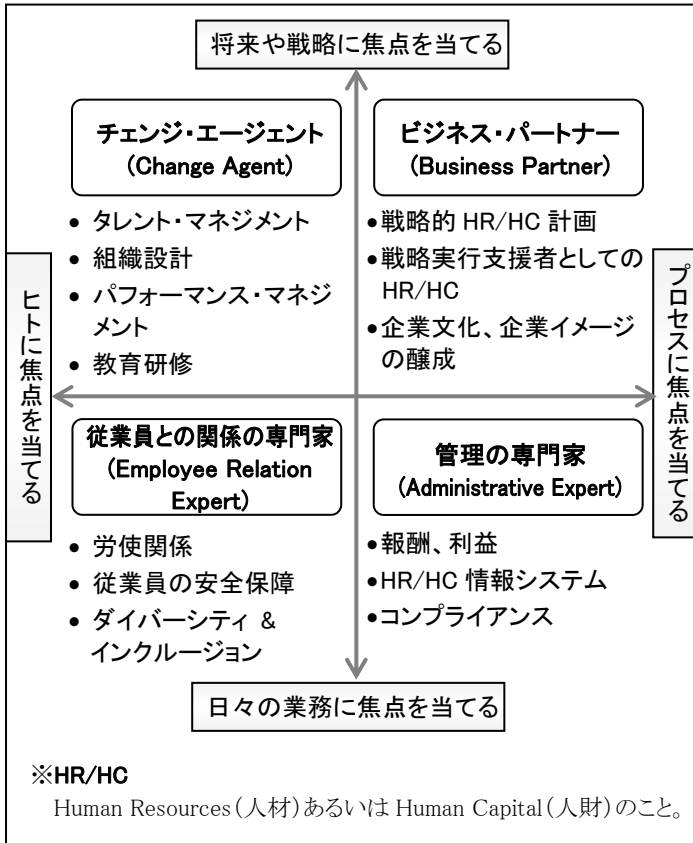 将来や戦略に焦点を当てる
チェンジ・エージェント
(Change Agent)
• タレント・マネジメント
• 組織設計
• パフォーマンス・マネジ
メント
• 教育研修
ビジネス・パートナー
(Business Partner)
•戦略的 HR/HC 計画
•戦略実行支援者としての
HR/HC
•企業文化、企業イメージ
の醸成
ヒトに焦点を当てる
プロセスに焦点を当てる
従業員との関係の専門家
(Employee Relation
Expert)
• 労使関係
• 従業員の安全保障
• ダイバーシティ &
インクルージョン
管理の専門家
(Administrative Expert)
•報酬、利益
•HR/HC 情報システム
•コンプライアンス
日々の業務に焦点を当てる
※HR/HC
Human Resources(人材)あるいは Human Capital(人財)のこと。